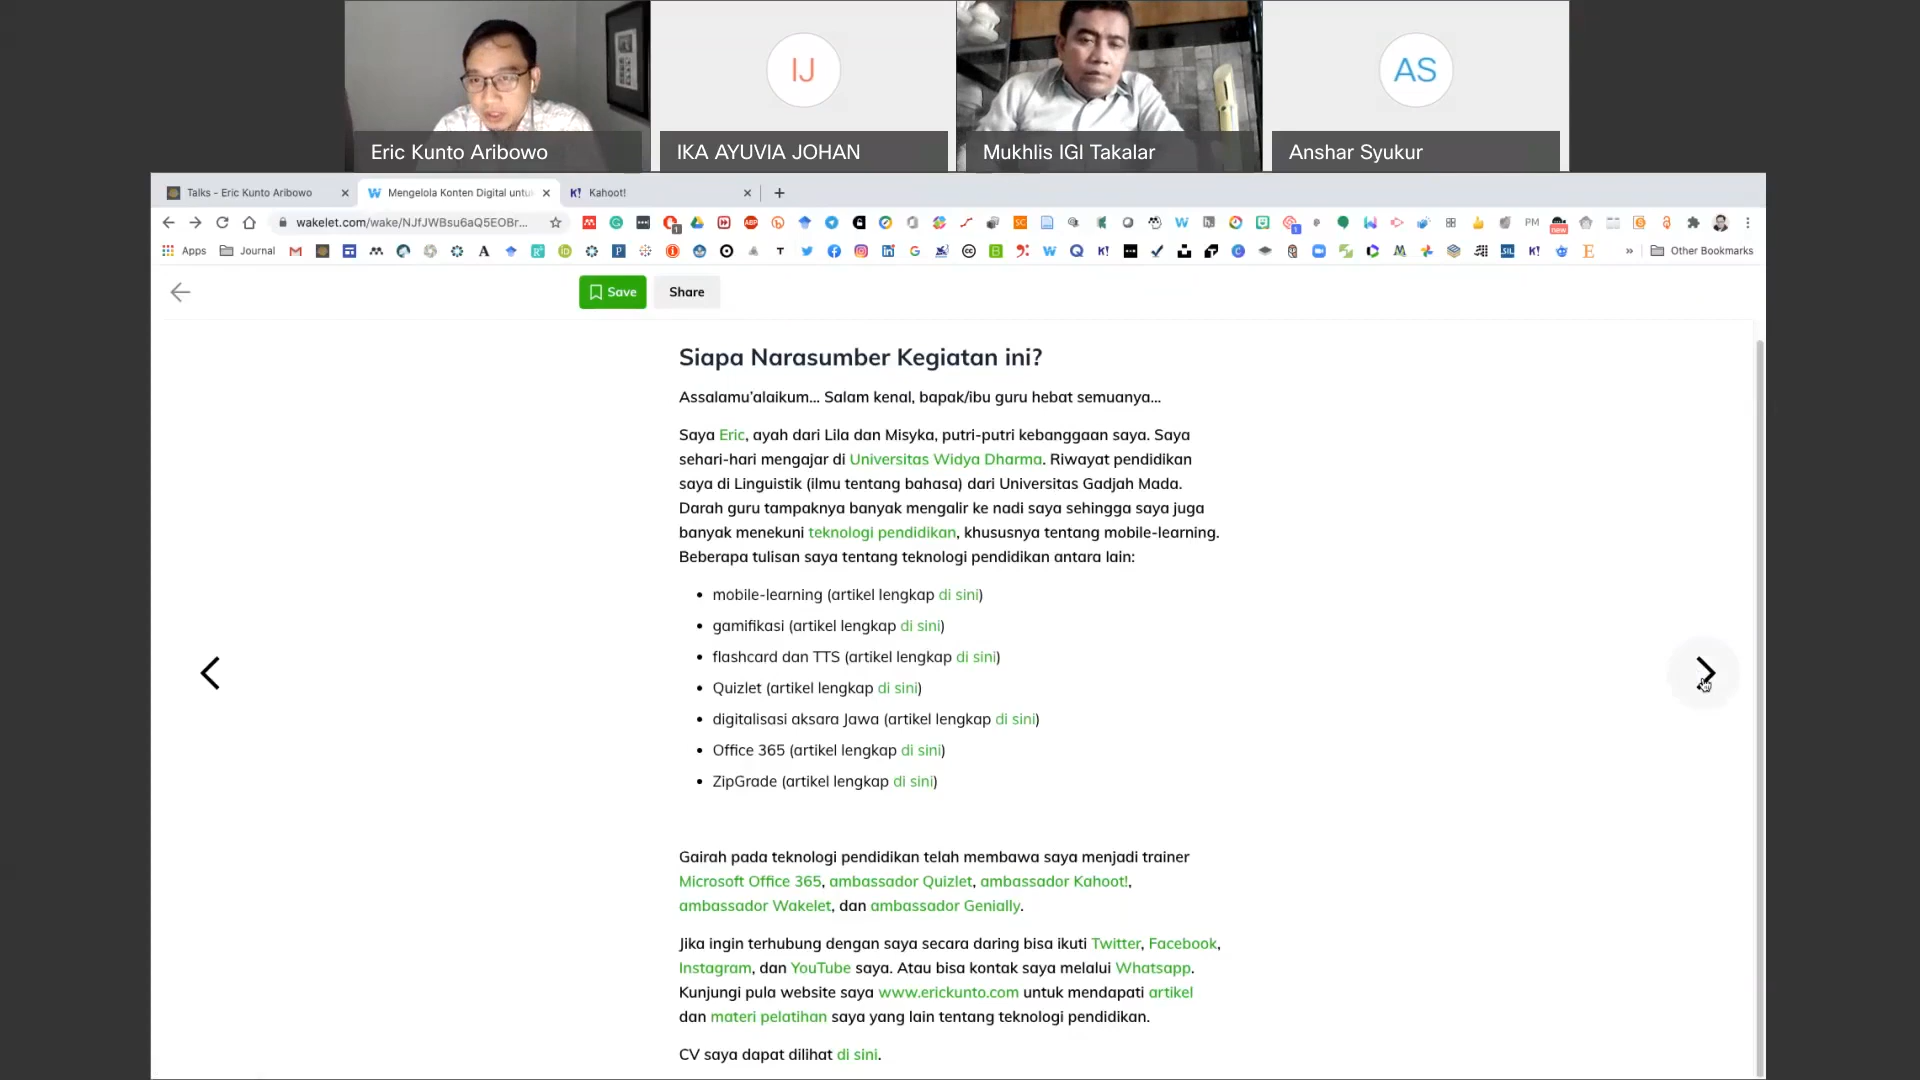 IJ
AS
Eric Kunto Aribowo
IKA AYUVIA JOHAN
Mukhlis IGI Takalar
Anshar Syukur
Talks - Eric Kunto Aribowo
Mengelola Konten Digital untu
Kahoot!
wakelet.com/wake/NJfJWBsu6aQ5EOBr...
Apps
Journal
Other Bookmarks
Save
Share
Siapa Narasumber Kegiatan ini?
Assalamu'alaikum... Salam kenal, bapak/ibu guru hebat semuanya...
Saya Eric, ayah dari Lila dan Misyka, putri-putri kebanggaan saya. Saya
sehari-hari mengajar di Universitas Widya Dharma. Riwayat pendidikan
saya di Linguistik (ilmu tentang bahasa) dari Universitas Gadjah Mada.
Darah guru tampaknya banyak mengalir ke nadi saya sehingga saya juga
banyak menekuni teknologi pendidikan, khususnya tentang mobile-learning.
Beberapa tulisan saya tentang teknologi pendidikan antara lain:
• mobile-learning (artikel lengkap di sini)
• gamifikasi (artikel lengkap di sini)
• flashcard dan TTS (artikel lengkap di sini)
• Quizlet (artikel lengkap di sini)
• digitalisasi aksara Jawa (artikel lengkap di sini)
• Office 365 (artikel lengkap di sini)
• ZipGrade (artikel lengkap di sini)
Gairah pada teknologi pendidikan telah membawa saya menjadi trainer
Microsoft Office 365, ambassador Quizlet, ambassador Kahoot!,
ambassador Wakelet, dan ambassador Genially.
Jika ingin terhubung dengan saya secara daring bisa ikuti Twitter, Facebook,
Instagram, dan YouTube saya. Atau bisa kontak saya melalui Whatsapp.
Kunjungi pula website saya www.erickunto.com untuk mendapati artikel
dan materi pelatihan saya yang lain tentang teknologi pendidikan.
CV saya dapat dilihat di sini.